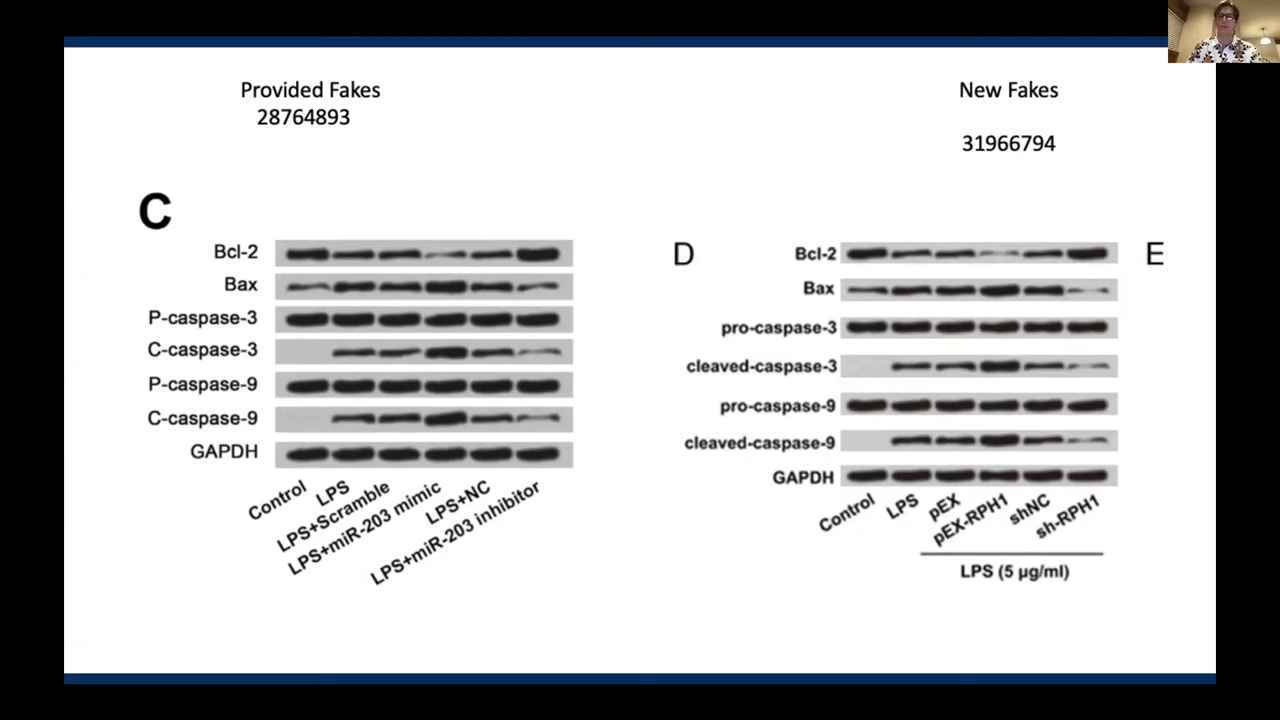 Provided Fakes
28764893
New Fakes
31966794
C
Bcl-2
Bax
P-caspase-3
C-caspase-3
P-caspase-9
C-caspase-9
GAPDH
Control
LPS
LPS+Scramble
LPS+miR-203 mimic
LPS+NC
LPS+miR-203 inhibitor
D
Bcl-2
Bax
pro-caspase-3
cleaved-caspase-3
pro-caspase-9
cleaved-caspase-9
GAPDH
Control
LPS
pEX
pEX-RPH1
shNC
sh-RPH1
LPS (5 μg/ml)
E